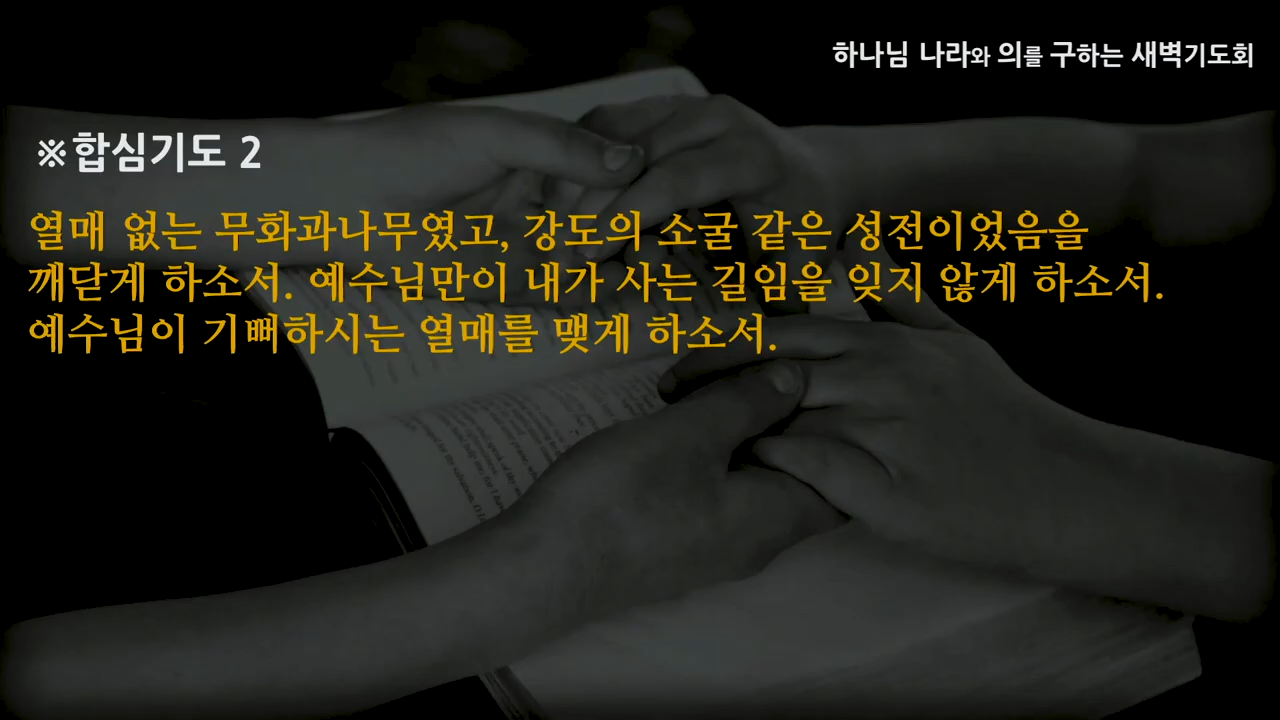 하나님 나라와 의를 구하는 새벽기도회
※합심기도 2
열매 없는 무화과나무였고, 강도의 소굴 같은 성전이었음을
깨닫게 하소서. 예수님만이 내가 사는 길임을 잊지 않게 하소서.
예수님이 기뻐하시는 열매를 맺게 하소서.